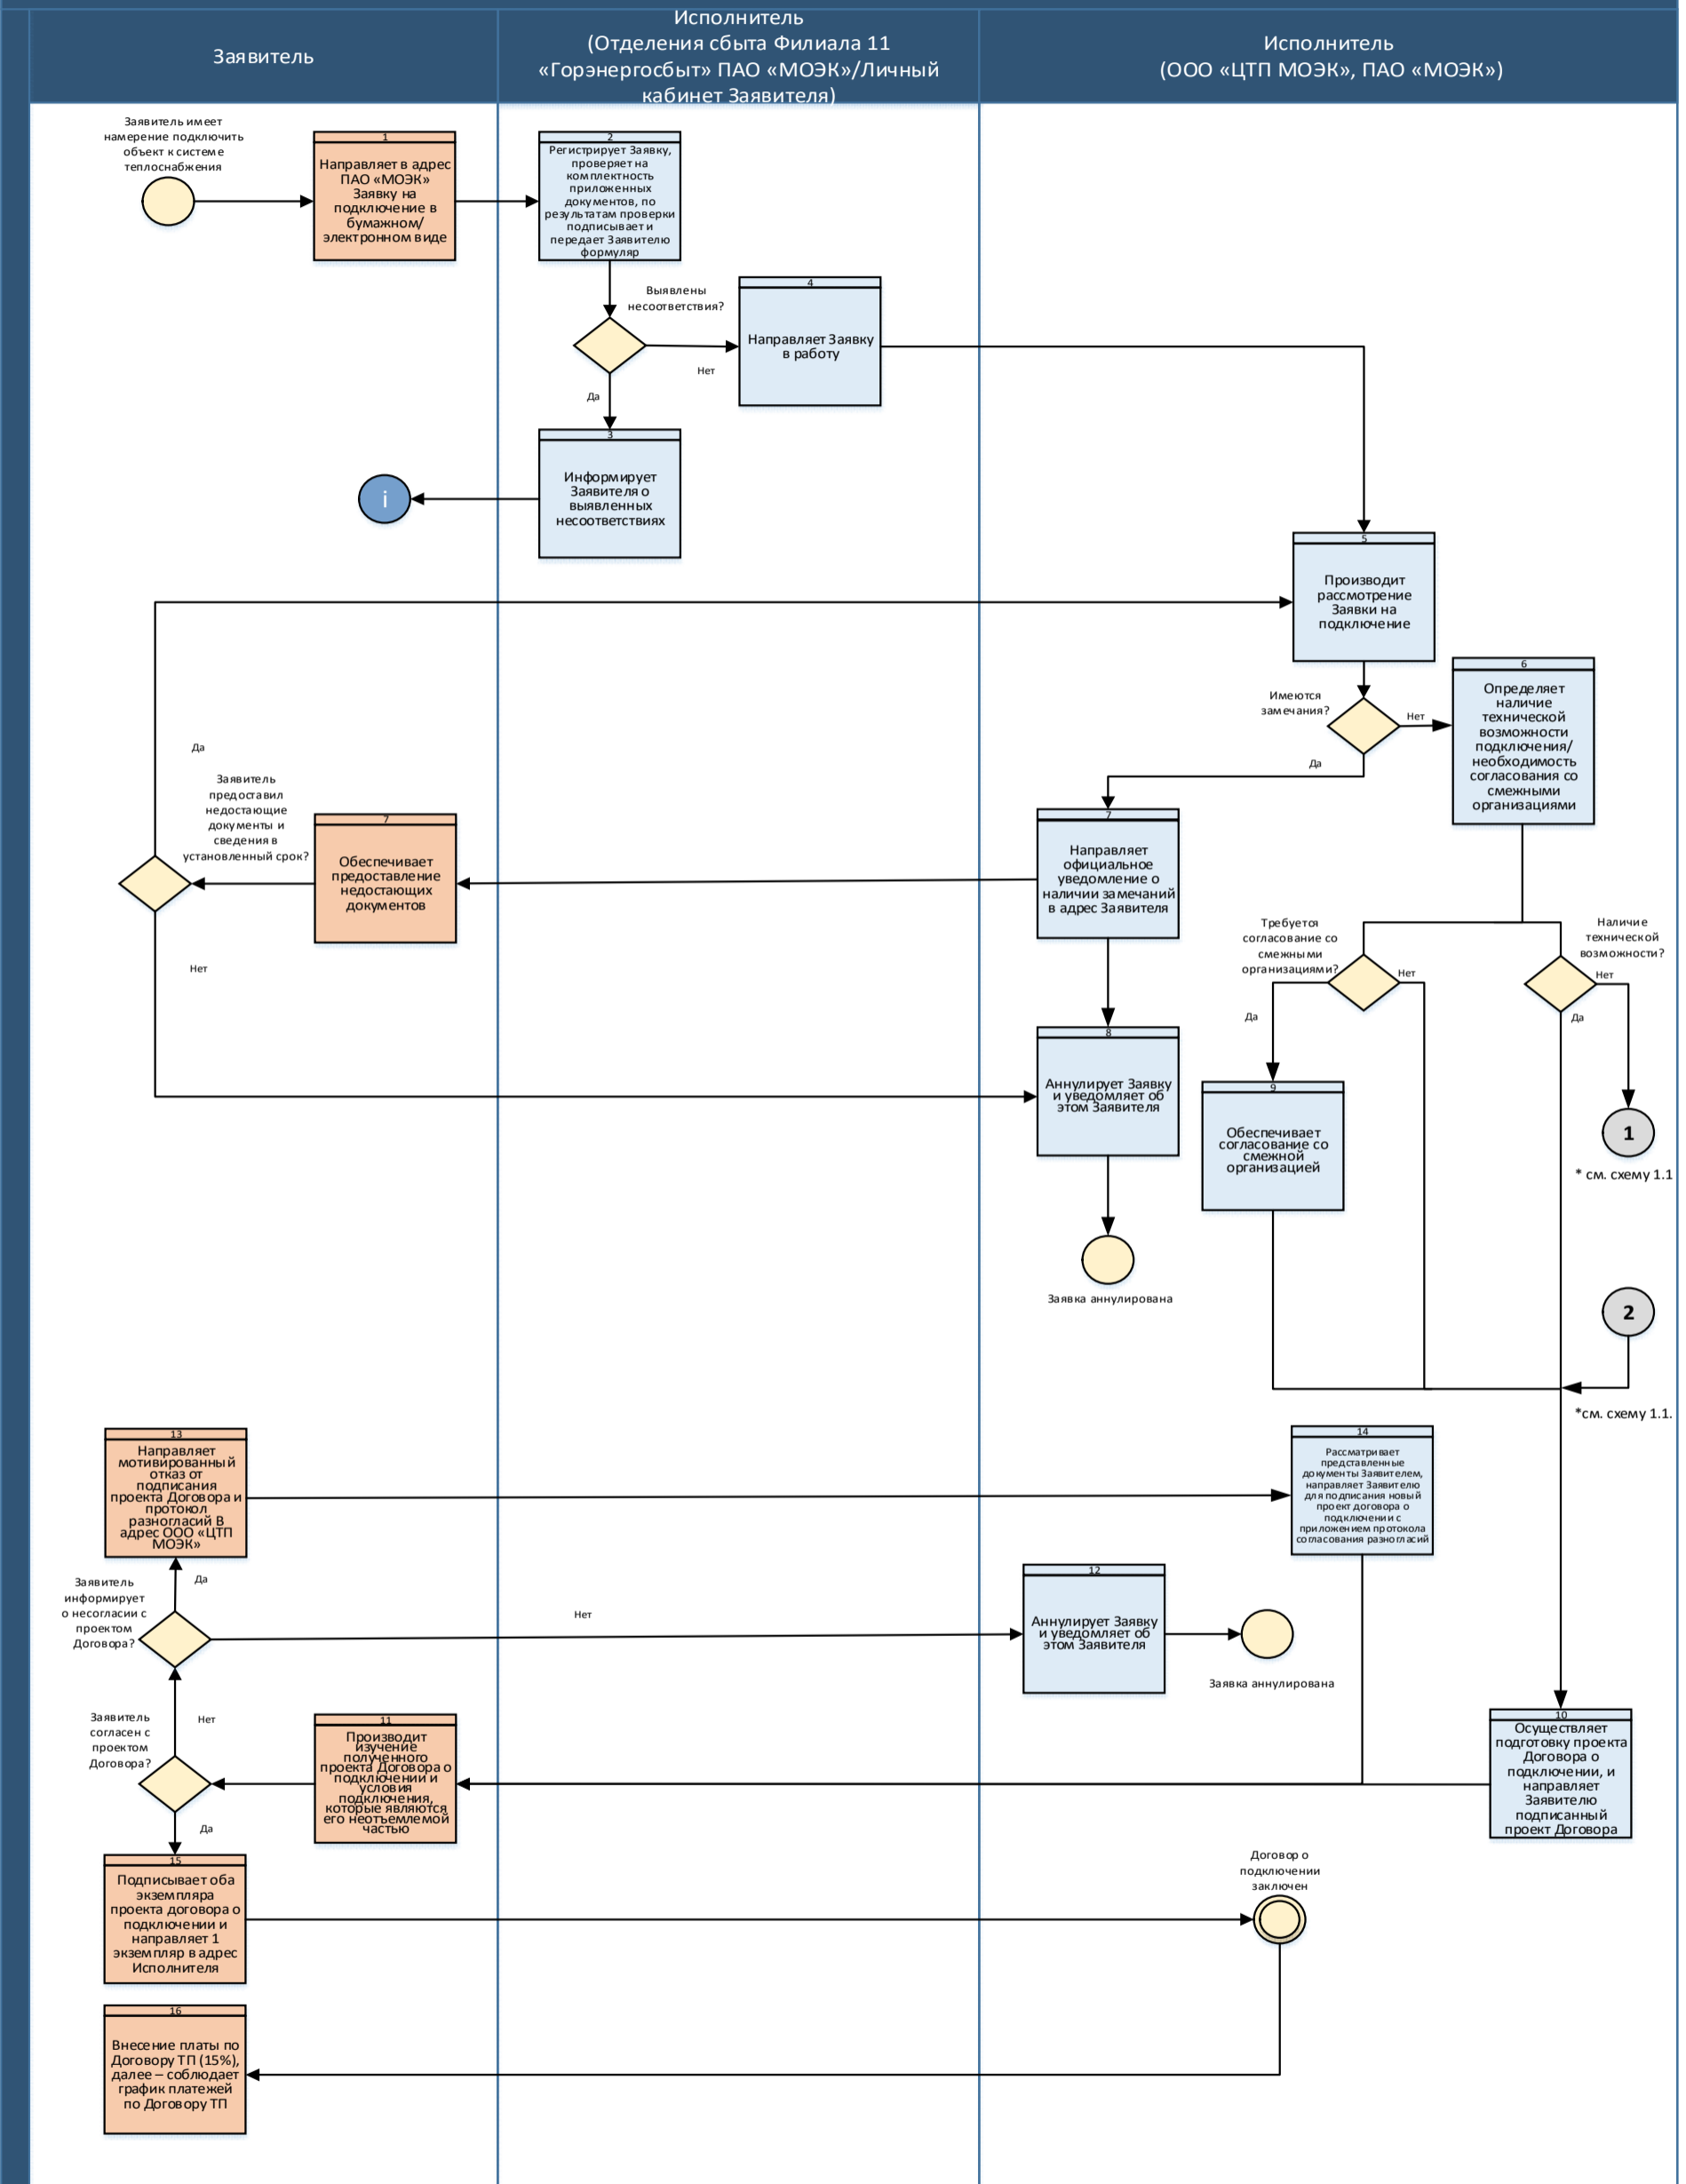 Заявитель
Исполнитель
(Отделения сбыта Филиала 11
«Горэнергосбыт» ПАО «МОЭК»/Личный
кабинет Заявителя)
Исполнитель
(ООО «ЦТП МОЭК», ПАО «МОЭК»)
Заявитель имеет
намерение подключить
объект к системе
теплоснабжения
1
Направляет в адрес
ПАО «МОЭК»
Заявку на
подключение в
бумажном/
электронном виде
2
Регистрирует Заявку,
проверяет на
комплектность
приложенных
документов, по
результатам проверки
подписывает и
передает Заявителю
формуляр
Выявлены
несоответствия?
Нет
Да
4
Направляет Заявку
в работу
3
Информирует
Заявителя о
выявленных
несоответствиях
i
5
Производит
рассмотрение
Заявки на
подключение
Имеются
замечания?
Нет
Да
6
Определяет
наличие
технической
возможности
подключения/
необходимость
согласования со
смежными
организациями
Да
Заявитель
предоставил
недостающие
документы и
сведения в
установленный срок?
Нет
7
Обеспечивает
предоставление
недостающих
документов
7
Направляет
официальное
уведомление о
наличии замечаний
в адрес Заявителя
Требуется
согласование со
смежными
организациями?
Нет
Да
Наличие
технической
возможности?
Нет
Да
8
Аннулирует Заявку
и уведомляет об
этом Заявителя
9
Обеспечивает
согласование со
смежной
организацией
1
* см. схему 1.1
Заявка аннулирована
2
*см. схему 1.1.
13
Направляет
мотивированный
отказ от
подписания
проекта Договора и
протокол
разногласий В
адрес ООО «ЦТП
МОЭК»
14
Рассматривает
представленные
документы Заявителем,
направляет Заявителю
для подписания новый
проект договора о
подключении с
приложением протокола
согласования разногласий
Заявитель
информирует
о несогласии с
проектом
Договора?
Да
Нет
12
Аннулирует Заявку
и уведомляет об
этом Заявителя
Заявка аннулирована
Заявитель
согласен с
проектом
Договора?
Нет
Да
11
Производит
изучение
полученного
проекта Договора о
подключении и
условия
подключения,
которые являются
его неотъемлемой
частью
10
Осуществляет
подготовку проекта
Договора о
подключении, и
направляет
Заявителю
подписанный
проект Договора
15
Подписывает оба
экземпляра
проекта договора о
подключении и
направляет 1
экземпляр в адрес
Исполнителя
Договор о
подключении
заключен
16
Внесение платы по
Договору ТП (15%),
далее – соблюдает
график платежей
по Договору ТП